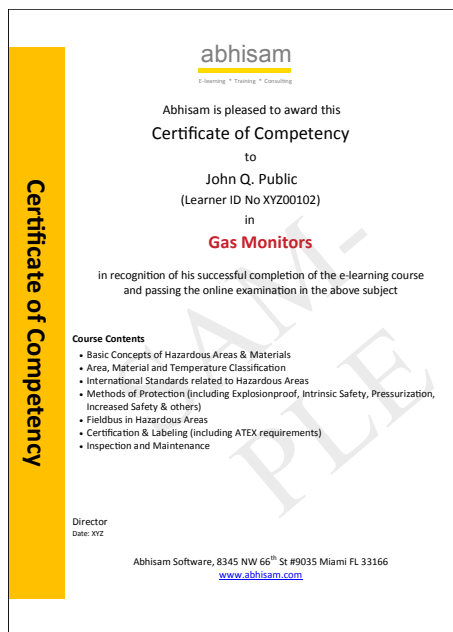 abhisam
E-learning * Training * Consulting
Abhisam is pleased to award this
Certificate of Competency
to
John Q. Public
(Learner ID No XYZ00102)
in
Gas Monitors
in recognition of his successful completion of the e-learning course
and passing the online examination in the above subject
Certificate of Competency
SAM-
PLE
Course Contents
• Basic Concepts of Hazardous Areas & Materials
• Area, Material and Temperature Classification
• International Standards related to Hazardous Areas
• Methods of Protection (including Explosionproof, Intrinsic Safety, Pressurization,
Increased Safety & others)
• Fieldbus in Hazardous Areas
• Certification & Labeling (including ATEX requirements)
• Inspection and Maintenance
Director
Date: XYZ
Abhisam Software, 8345 NW 66th St #9035 Miami FL 33166
www.abhisam.com